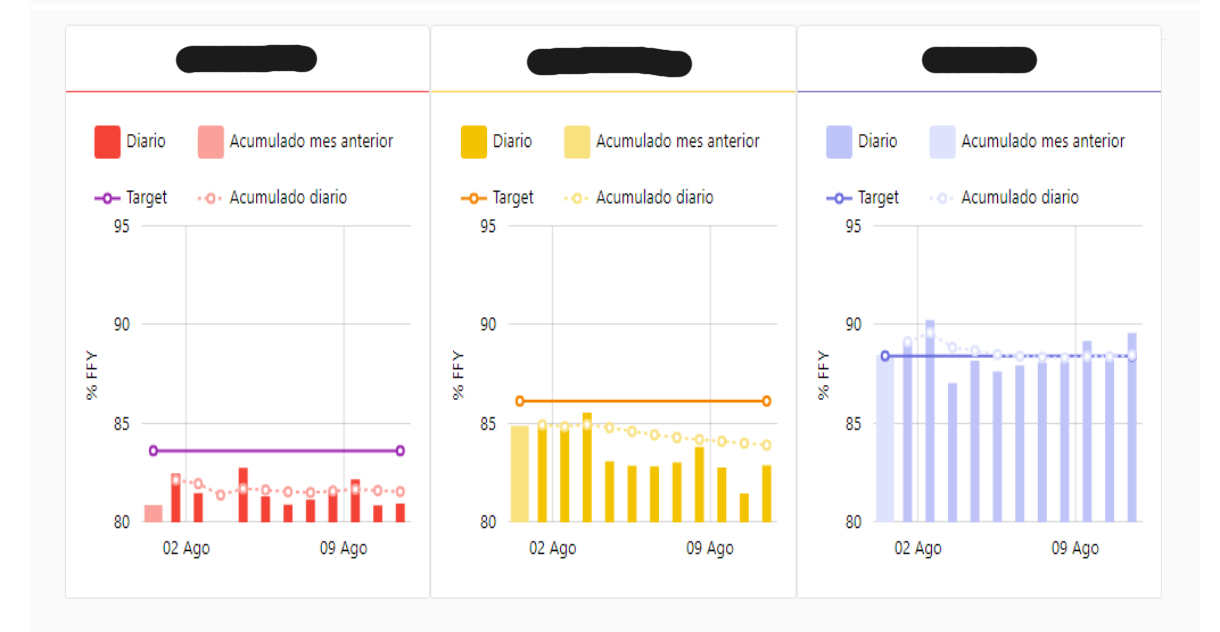 Diario Acumulado mes anterior
Target Acumulado diario
95
90
85
80
% FFY
02 Ago 09 Ago
Diario Acumulado mes anterior
Target Acumulado diario
95
90
85
80
% FFY
02 Ago 09 Ago
Diario Acumulado mes anterior
Target Acumulado diario
95
90
85
80
% FFY
02 Ago 09 Ago